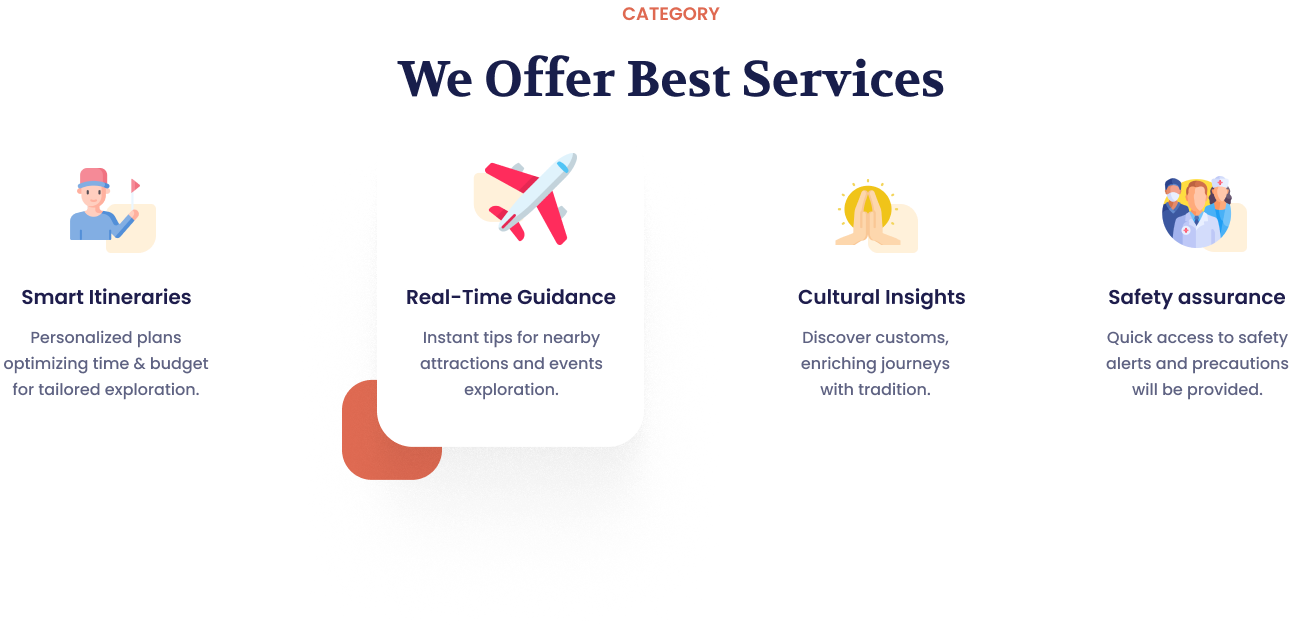 CATEGORY
We Offer Best Services
Smart Itineraries
Personalized plans
optimizing time & budget
for tailored exploration.
Real-Time Guidance
Instant tips for nearby
attractions and events
exploration.
Cultural Insights
Discover customs,
enriching journeys
with tradition.
Safety assurance
Quick access to safety
alerts and precautions
will be provided.